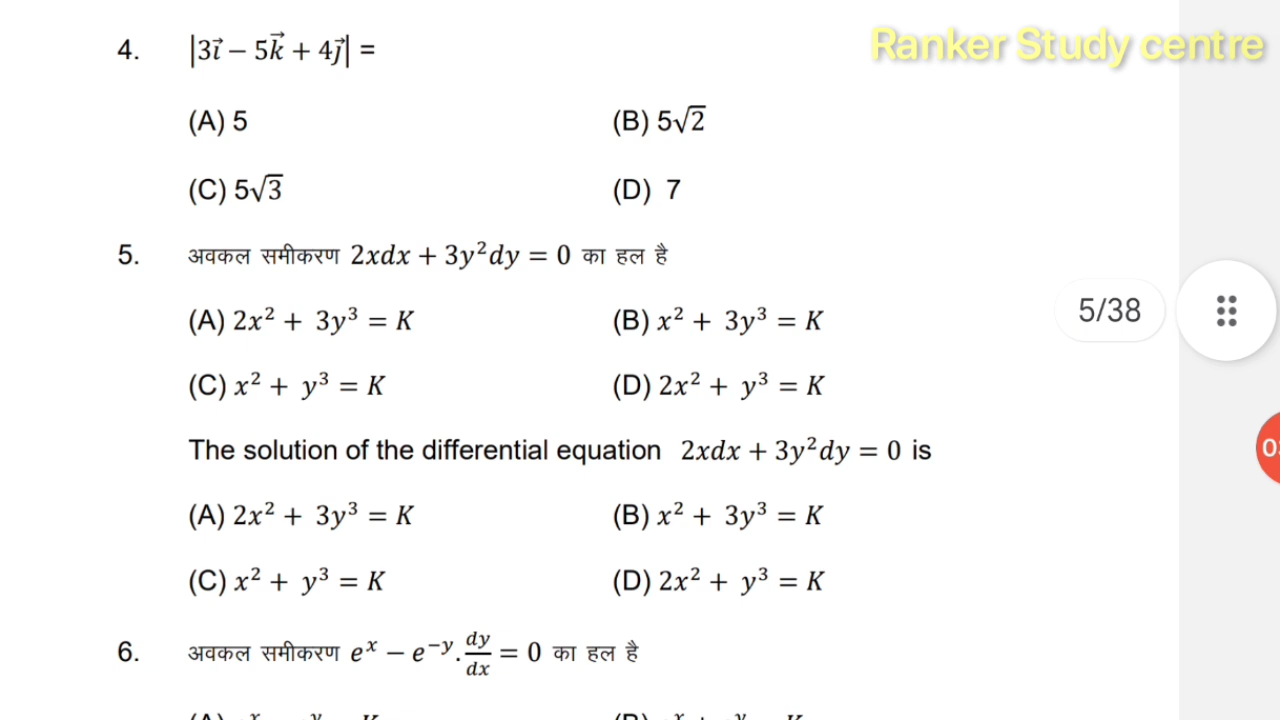 Ranker Study centre
4. |3i⃗ − 5k⃗ + 4j⃗| =
(A) 5 (B) 5√2
(C) 5√3 (D) 7
5. अवकल समीकरण 2xdx + 3y²dy = 0 का हल है
(A) 2x² + 3y³ = K (B) x² + 3y³ = K
(C) x² + y³ = K (D) 2x² + y³ = K
5/38
The solution of the differential equation 2xdx + 3y²dy = 0 is
(A) 2x² + 3y³ = K (B) x² + 3y³ = K
(C) x² + y³ = K (D) 2x² + y³ = K
6. अवकल समीकरण eˣ − e⁻ʸ.dy/dx = 0 का हल है